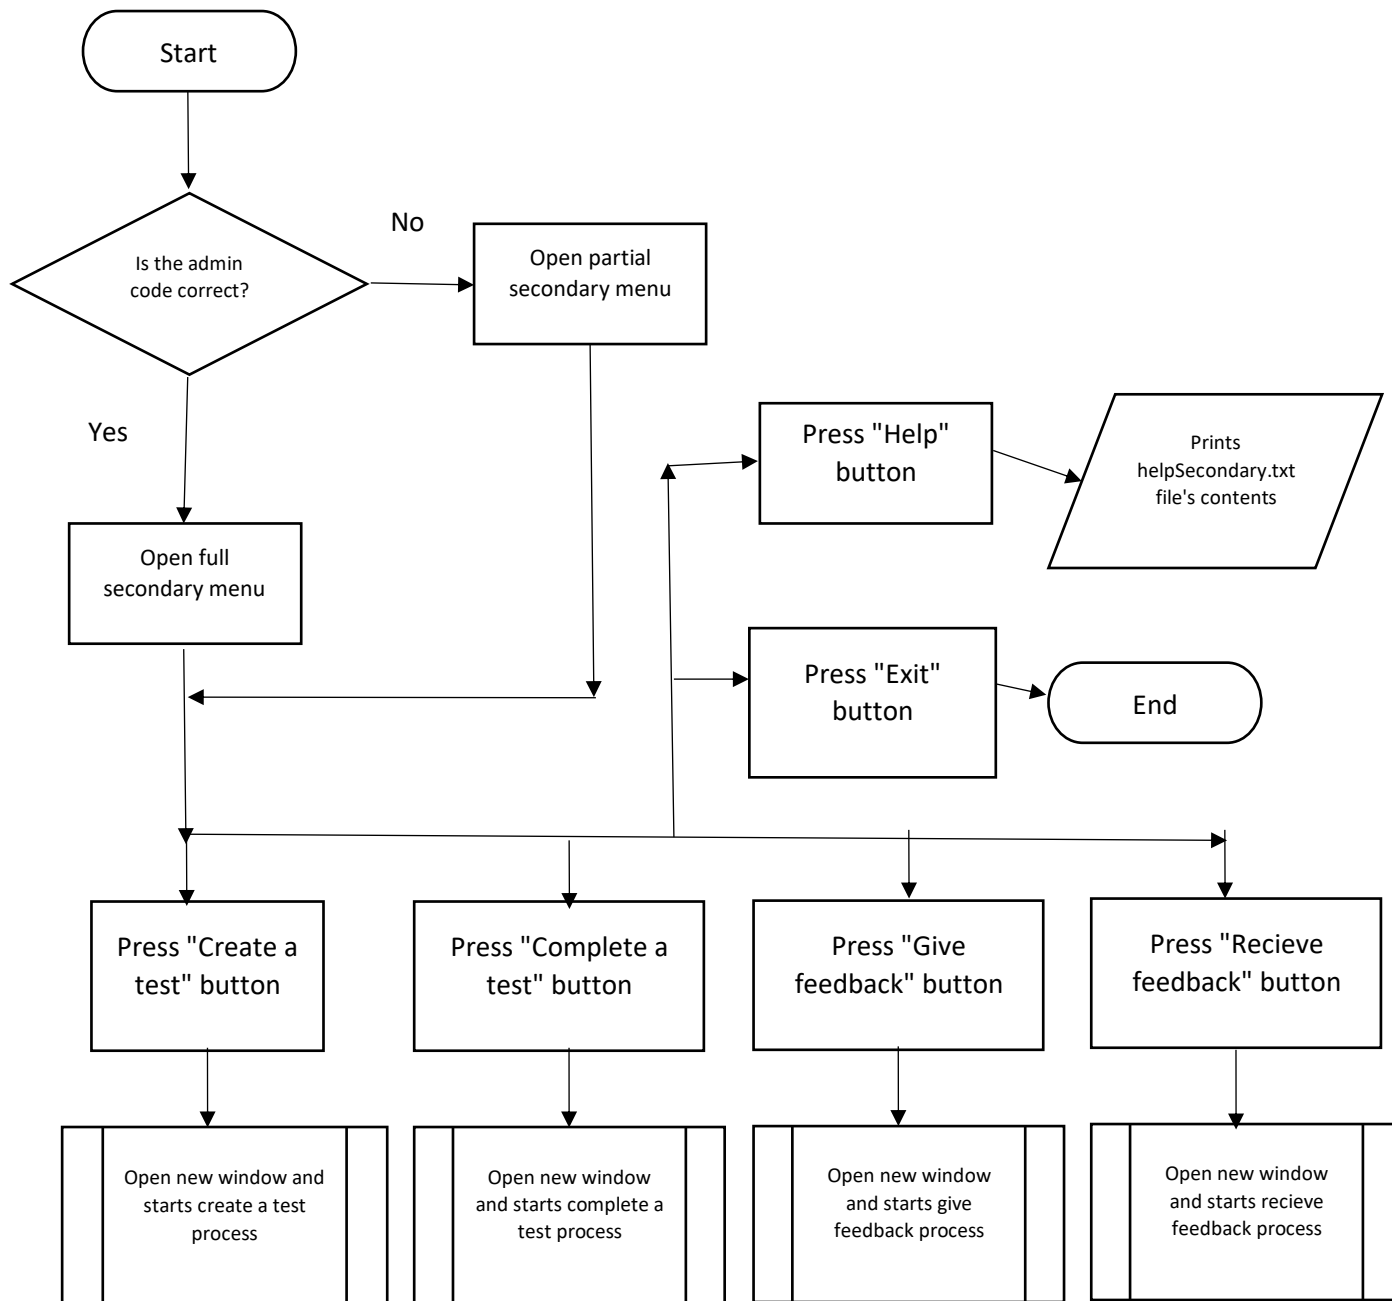 Start
No
Is the admin
code correct?
Open partial
secondary menu
Yes
Press "Help"
button
Prints
helpSecondary.txt
file's contents
Open full
secondary menu
Press "Exit"
button
End
Press "Create a
test" button
Press "Complete a
test" button
Press "Give
feedback" button
Press "Recieve
feedback" button
Open new window and
starts create a test
process
Open new window
and starts complete a
test process
Open new window
and starts give
feedback process
Open new window
and starts recieve
feedback process